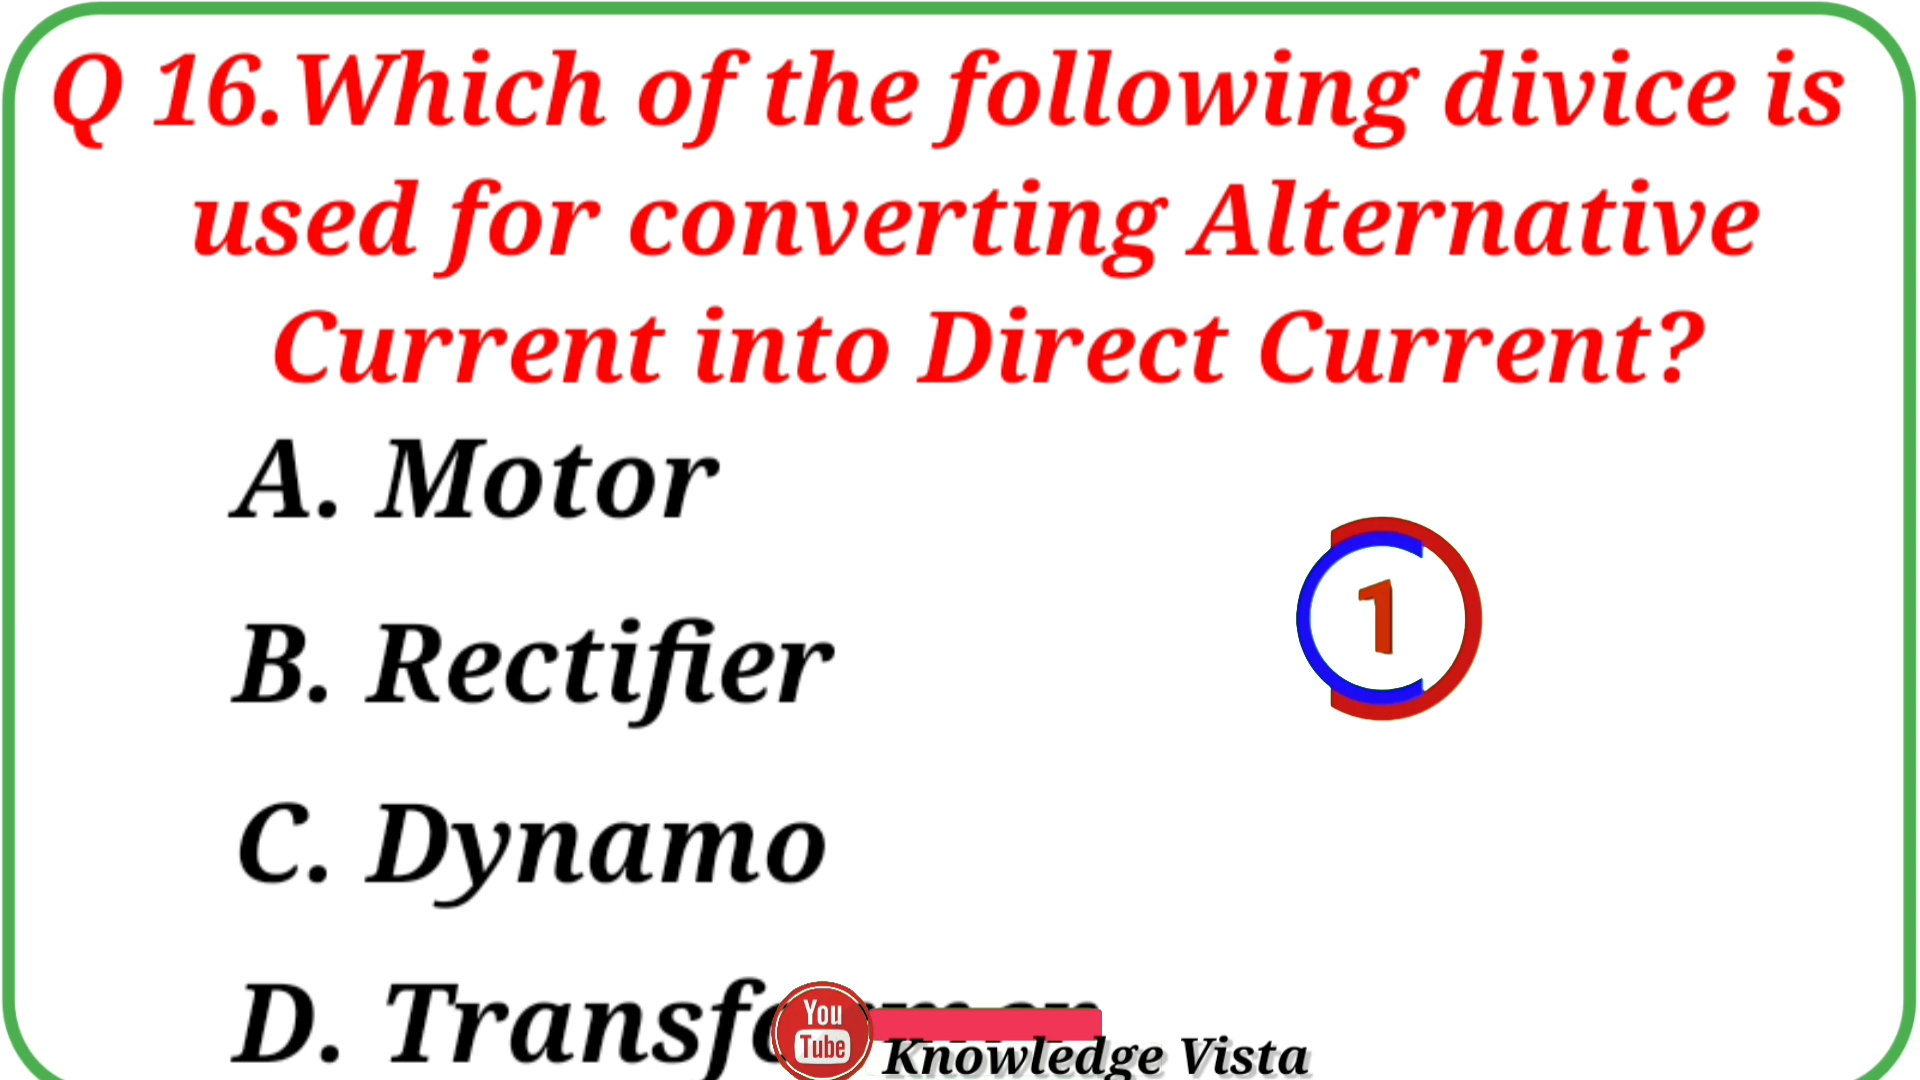 Q 16.Which of the following divice is
used for converting Alternative
Current into Direct Current?
A. Motor
1
B. Rectifier
C. Dynamo
D.
You
Tube
Knowledge Vista